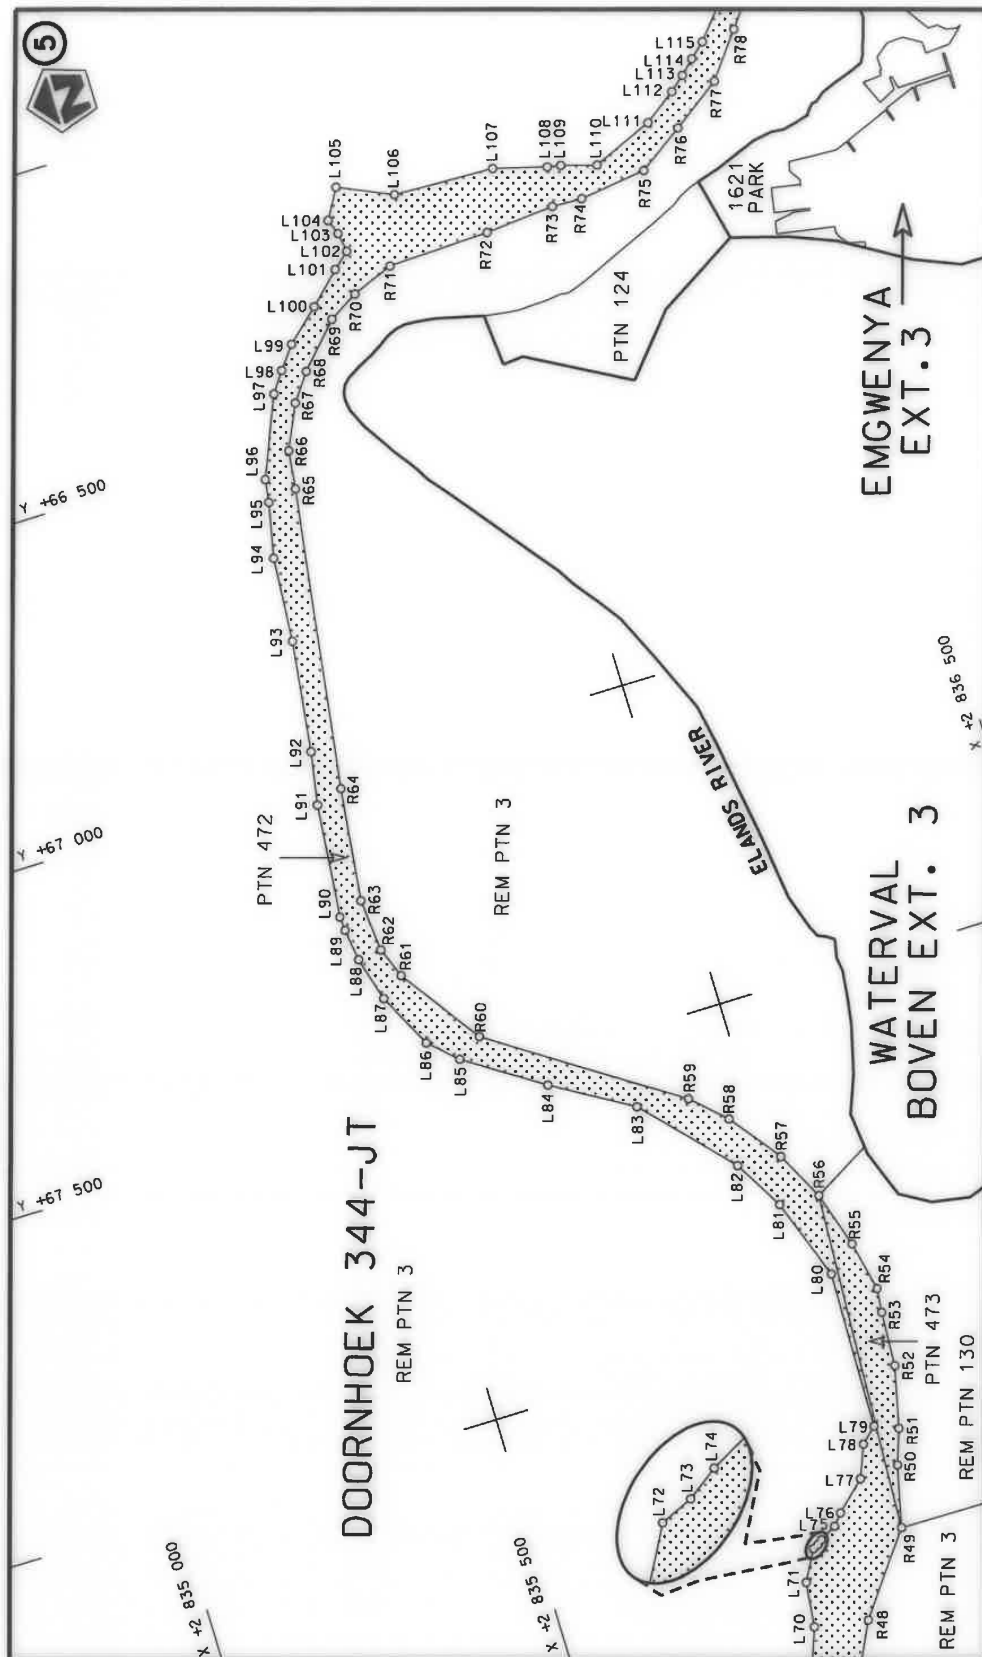 5
N
L105
L106
L107
L108
L109
L110
L111
L112
L113
L114
L115
R78
R77
R76
R75
R74
R73
R72
R71
R70
R69
R68
R67
R66
R65
R64
R63
R62
R61
R60
R59
R58
R57
R56
R55
R54
R53
R52
R51
R50
R49
R48
L104
L103
L102
L101
L100
L99
L98
L97
L96
L95
L94
L93
L92
L91
L90
L89
L88
L87
L86
L85
L84
L83
L82
L81
L80
L79
L78
L77
L76
L75
L74
L73
L72
L71
L70
1621
PARK
PTN 124
EMGWENYA
EXT.3
Y +66 500
Y +67 000
Y +67 500
X +2 835 000
X +2 835 500
X +2 836 500
PTN 472
REM PTN 3
ELANDS RIVER
WATERVAL
BOVEN EXT. 3
DOORNHOEK 344-JT
REM PTN 3
PTN 473
REM PTN 130
REM PTN 3